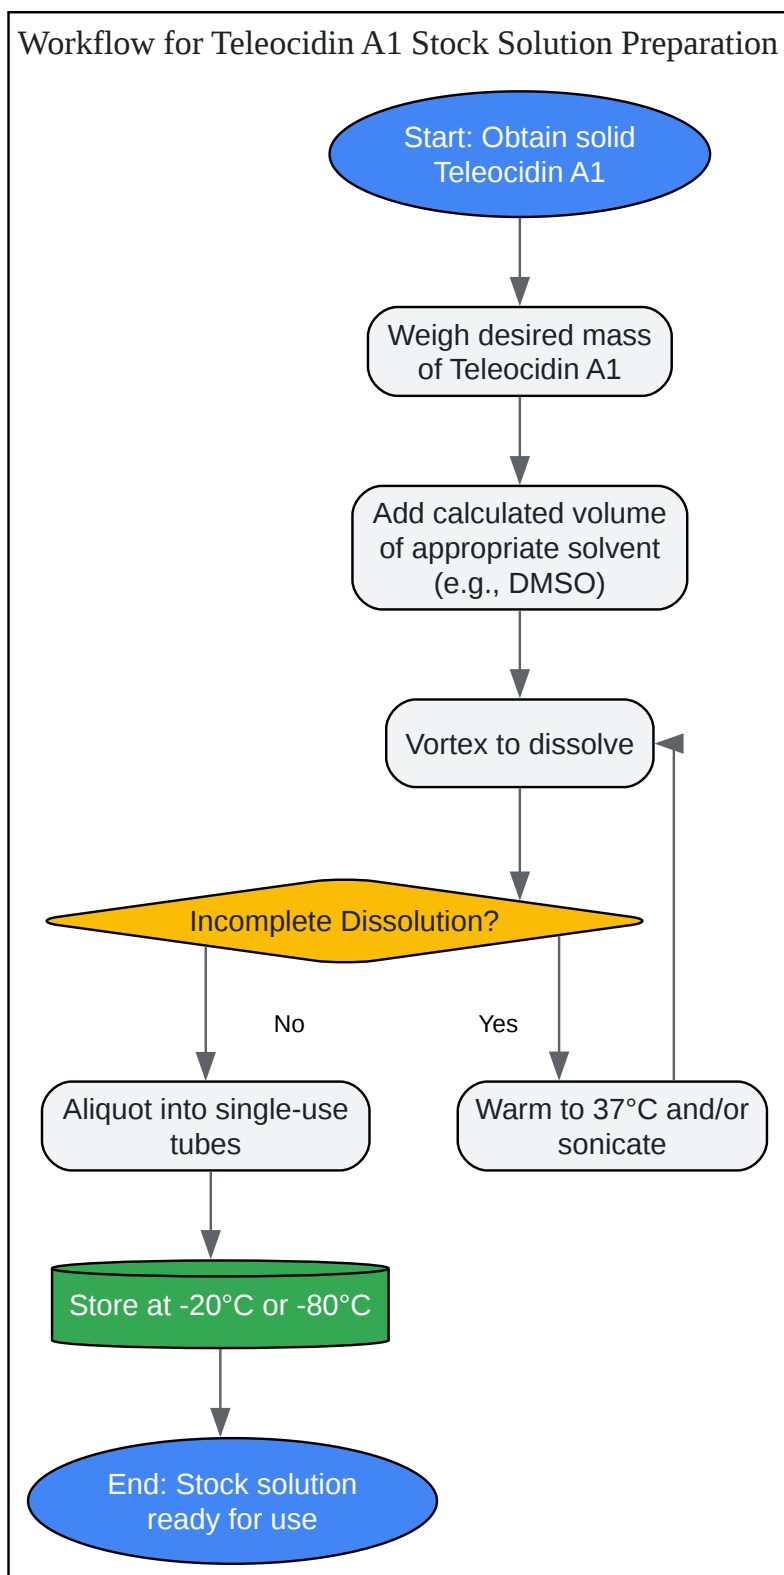 Workflow for Teleocidin A1 Stock Solution Preparation
Start: Obtain solid
Teleocidin A1
Weigh desired mass
of Teleocidin A1
Add calculated volume
of appropriate solvent
(e.g., DMSO)
Vortex to dissolve
Incomplete Dissolution?
No
Yes
Aliquot into single-use
tubes
Warm to 37°C and/or
sonicate
Store at -20°C or -80°C
End: Stock solution
ready for use